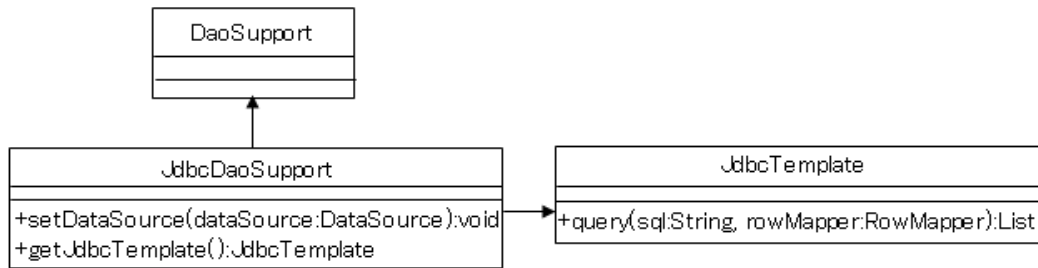 DaoSupport
JdbcDaoSupport
+setDataSource(dataSource:DataSource):void
+getJdbcTemplate():JdbcTemplate
JdbcTemplate
+query(sql:String, rowMapper:RowMapper):List